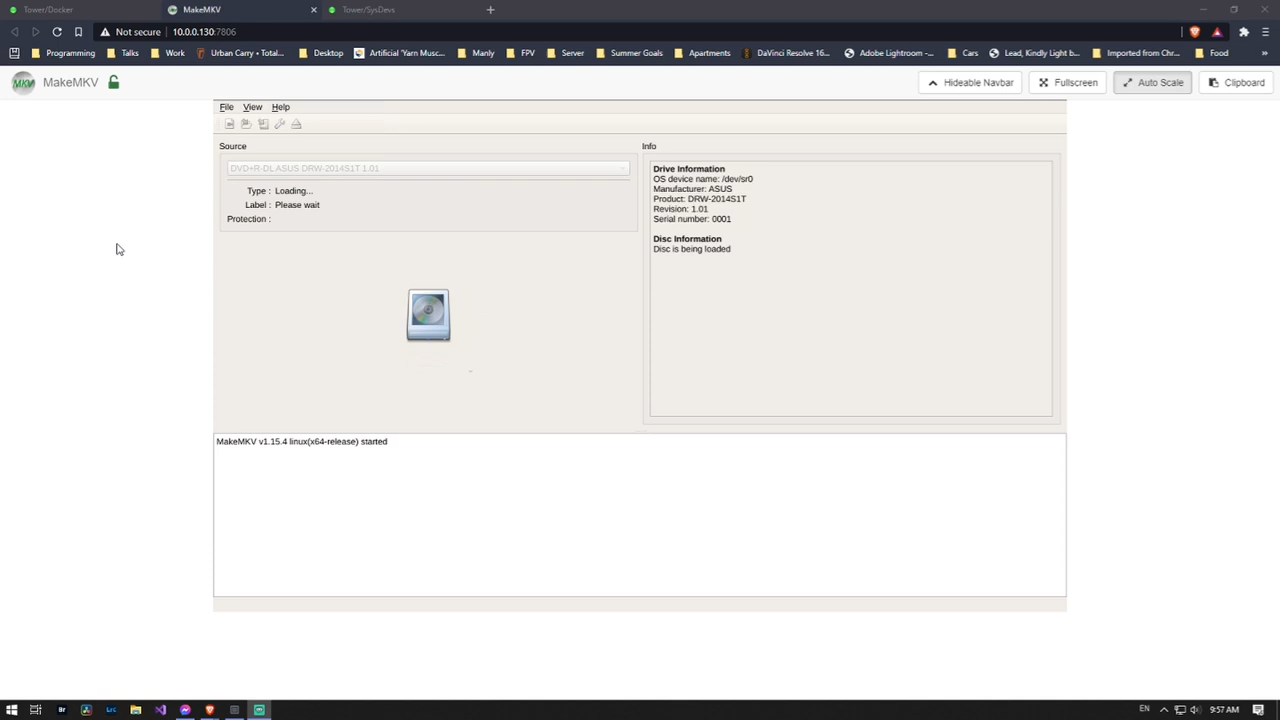 Tower/Docker
MakeMKV
Tower/SysDevs
Not secure
10.0.0.130:7806
Programming
Talks
Work
Urban Carry • Total...
Desktop
Artificial 'Yarn Musc...
Manly
FPV
Server
Summer Goals
Apartments
DaVinci Resolve 16...
Adobe Lightroom -...
Cars
Lead, Kindly Light b...
Imported from Chr...
Food
»
MKV
MakeMKV
Hideable Navbar
Fullscreen
Auto Scale
Clipboard
File View Help
Source
DVD+R-DL ASUS DRW-2014S1T 1.01
Type : Loading...
Label : Please wait
Protection :
Info
Drive Information
OS device name: /dev/sr0
Manufacturer: ASUS
Product: DRW-2014S1T
Revision: 1.01
Serial number: 0001
Disc Information
Disc is being loaded
MakeMKV v1.15.4 linux(x64-release) started
Br
Lrc
EN
9:57 AM